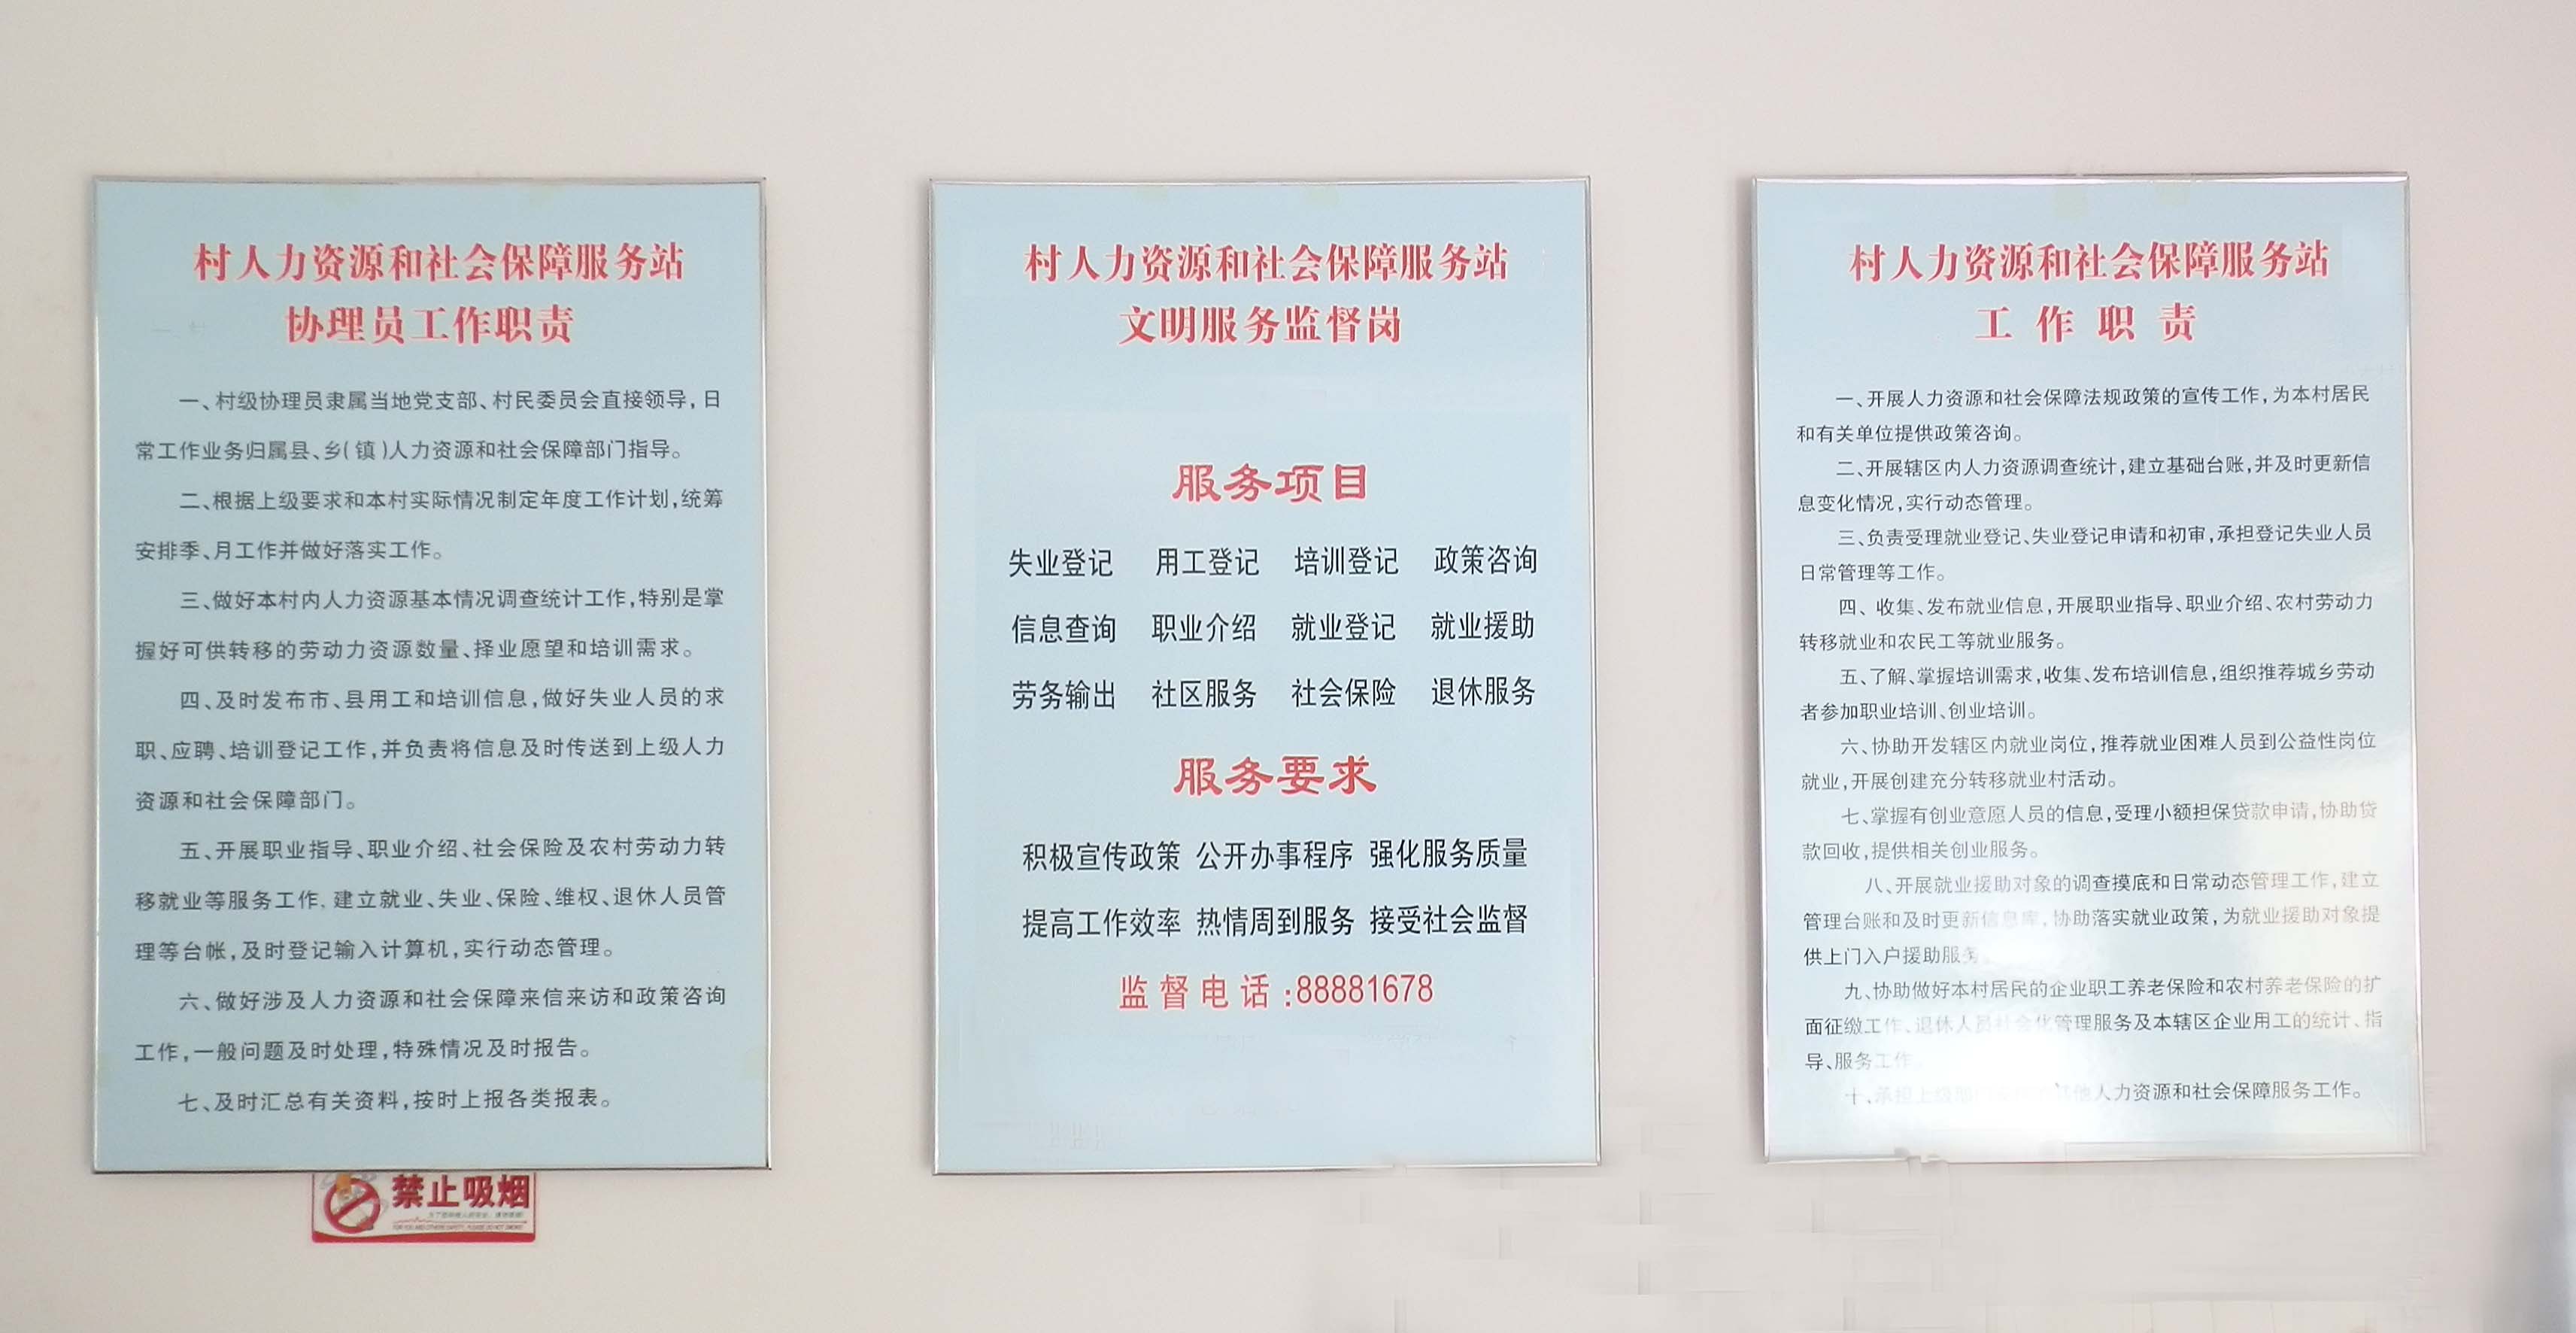 村人力资源和社会保障服务站
协理员工作职责
一、村级协理员隶属当地党支部、村民委员会直接领导,日
常工作业务归属县、乡(镇)人力资源和社会保障部门指导。
二、根据上级要求和本村实际情况制定年度工作计划,统筹
安排季、月工作并做好落实工作。
三、做好本村内人力资源基本情况调查统计工作,特别是掌
握好可供转移的劳动力资源数量、择业愿望和培训需求。
四、及时发布市、县用工和培训信息,做好失业人员的求
职、应聘、培训登记工作,并负责将信息及时传送到上级人力
资源和社会保障部门。
五、开展职业指导、职业介绍、社会保险及农村劳动力转
移就业等服务工作.建立就业、失业、保险、维权、退休人员管
理等台帐,及时登记输入计算机,实行动态管理。
六、做好涉及人力资源和社会保障来信来访和政策咨询
工作,一般问题及时处理,特殊情况及时报告。
七、及时汇总有关资料,按时上报各类报表。
禁止吸烟
村人力资源和社会保障服务站
文明服务监督岗
服务项目
失业登记 用工登记 培训登记 政策咨询
信息查询 职业介绍 就业登记 就业援助
劳务输出 社区服务 社会保险 退休服务
服务要求
积极宣传政策 公开办事程序 强化服务质量
提高工作效率 热情周到服务 接受社会监督
监督电话:88881678
村人力资源和社会保障服务站
工作职责
一、开展人力资源和社会保障法规政策的宣传工作,为本村居民
和有关单位提供政策咨询。
二、开展辖区内人力资源调查统计,建立基础台账,并及时更新信
息变化情况,实行动态管理。
三、负责受理就业登记、失业登记申请和初审,承担登记失业人员
日常管理等工作。
四、收集、发布就业信息,开展职业指导、职业介绍、农村劳动力
转移就业和农民工等就业服务。
五、了解、掌握培训需求,收集、发布培训信息,组织推荐城乡劳动
者参加职业培训、创业培训。
六、协助开发辖区内就业岗位,推荐就业困难人员到公益性岗位
就业,开展创建充分转移就业村活动。
七、掌握有创业意愿人员的信息,受理小额担保贷款申请,协助贷
款回收,提供相关创业服务。
八、开展就业援助对象的调查摸底和日常动态管理工作,建立
管理台账和及时更新信息库,协助落实就业政策,为就业援助对象提
供上门入户援助服务
九、协助做好本村居民的企业职工养老保险和农村养老保险的扩
面征缴工作、退休人员社会化管理服务及本辖区企业用工的统计、指
导、服务工作
十、承担上级部 其他人力资源和社会保障服务工作。